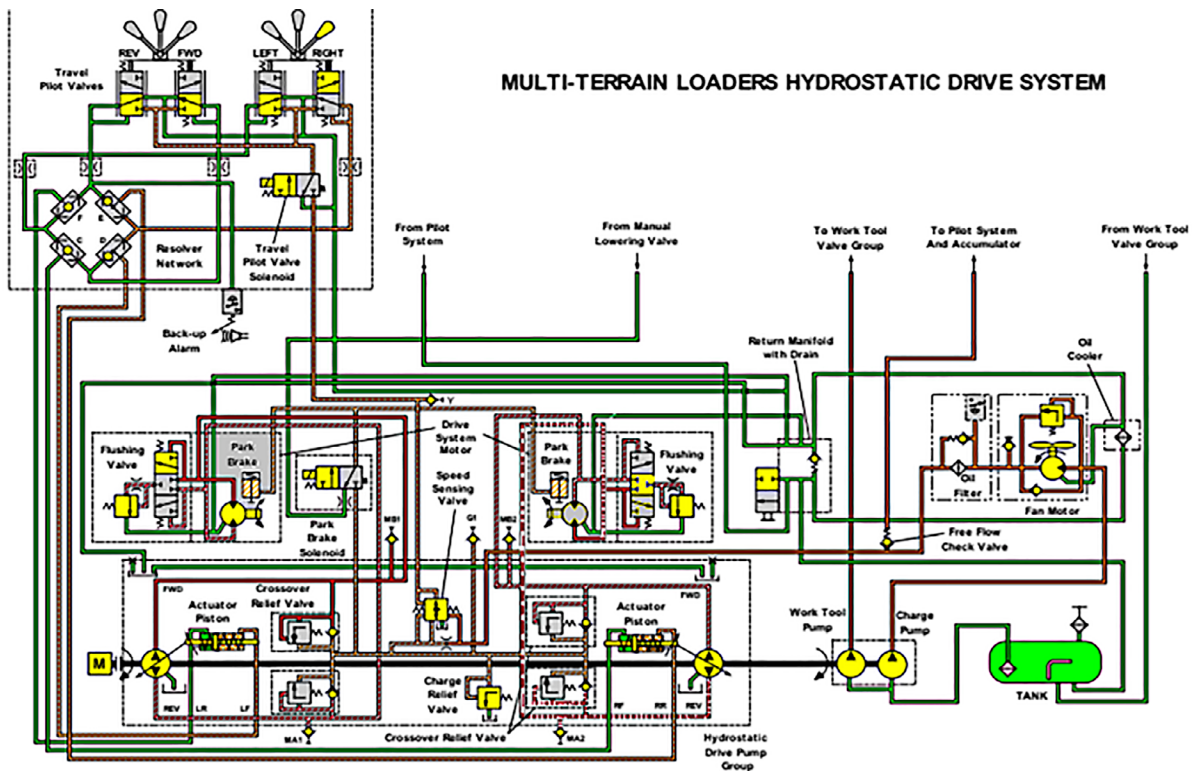 REV
FWD
LEFT
RIGHT
Travel
Pilot Valves
MULTI-TERRAIN LOADERS HYDROSTATIC DRIVE SYSTEM
F
E
C
D
Resolver
Network
Travel
Pilot Valve
Solenoid
From Pilot
System
From Manual
Lowering Valve
To Work Tool
Valve Group
To Pilot System
And Accumulator
From Work Tool
Valve Group
Back-up
Alarm
Return Manifold
with Drain
Oil
Cooler
Y
Flushing
Valve
Park
Brake
Drive
System
Motor
Park
Brake
Flushing
Valve
Speed
Sensing
Valve
Oil
Filter
Fan Motor
Park
Brake
Solenoid
MB1
G1
MB2
Free Flow
Check Valve
FWD
Crossover
Relief Valve
Actuator
Piston
Actuator
Piston
FWD
Work Tool
Pump
Charge
Pump
M
Charge
Relief
Valve
TANK
REV
LR
LF
RF
RR
REV
MA1
Crossover Relief Valve
MA2
Hydrostatic
Drive Pump
Group